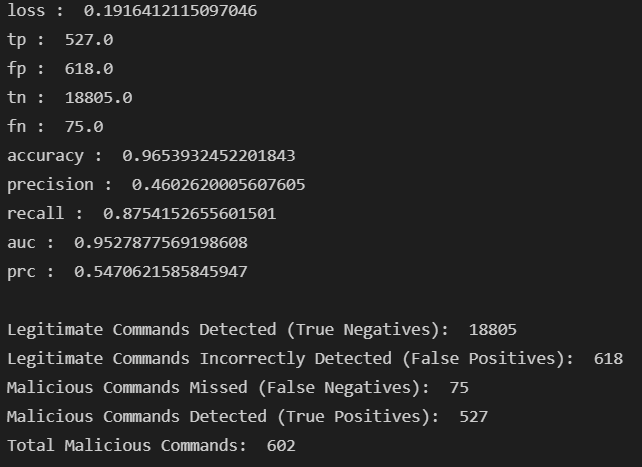 loss :  0.1916412115097046
tp :  527.0
fp :  618.0
tn :  18805.0
fn :  75.0
accuracy :  0.9653932452201843
precision :  0.4602620005607605
recall :  0.8754152655601501
auc :  0.9527877569198608
prc :  0.5470621585845947
Legitimate Commands Detected (True Negatives):  18805
Legitimate Commands Incorrectly Detected (False Positives):  618
Malicious Commands Missed (False Negatives):  75
Malicious Commands Detected (True Positives):  527
Total Malicious Commands:  602